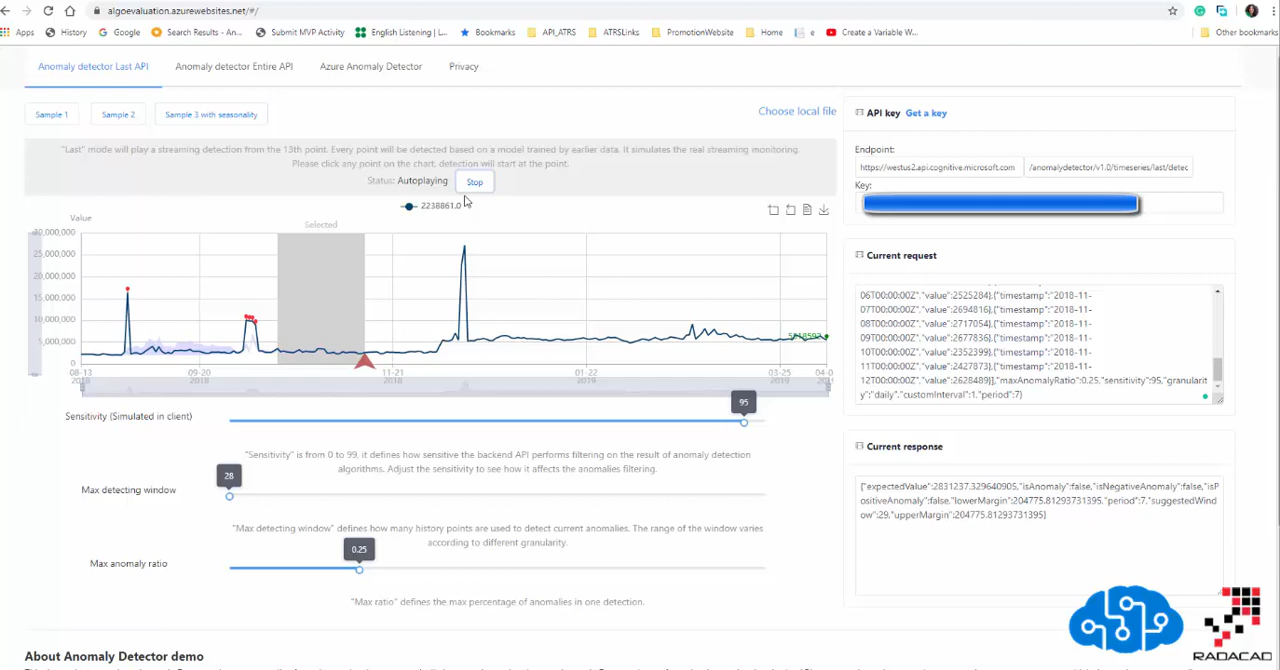 algoevaluation.azurewebsites.net/#/
Apps History Google Search Results - An... Submit MVP Activity English Listening | L... Bookmarks API_ATRS ATRSLinks PromotionWebsite Home e Create a Variable W... Other bookmarks
Anomaly detector Last API Anomaly detector Entire API Azure Anomaly Detector Privacy
Sample 1 Sample 2 Sample 3 with seasonality
Choose local file
"Last" mode will play a streaming detection from the 13th point. Every point will be detected based on a model trained by earlier data. It simulates the real streaming monitoring.
Please click any point on the chart, detection will start at the point.
Status: Autoplaying Stop
2238861.0
Value
Selected
30,000,000
25,000,000
20,000,000
15,000,000
10,000,000
5,000,000
0
08-13 09-20 11-21 01-22 03-25 04-0
2018 2018 2018 2019 2019 201
Sensitivity (Simulated in client)
95
"Sensitivity" is from 0 to 99, it defines how sensitive the backend API performs filtering on the result of anomaly detection
algorithms. Adjust the sensitivity to see how it affects the anomalies filtering.
Max detecting window
28
"Max detecting window" defines how many history points are used to detect current anomalies. The range of the window varies
according to different granularity.
Max anomaly ratio
0.25
"Max ratio" defines the max percentage of anomalies in one detection.
API key Get a key
Endpoint:
https://westus2.api.cognitive.microsoft.com /anomalydetector/v1.0/timeseries/last/detec
Key:
Current request
06T00:00:00Z","value":2525284},{"timestamp":"2018-11-
07T00:00:00Z","value":2694816},{"timestamp":"2018-11-
08T00:00:00Z","value":2717054},{"timestamp":"2018-11-
09T00:00:00Z","value":2677836},{"timestamp":"2018-11-
10T00:00:00Z","value":2352399},{"timestamp":"2018-11-
11T00:00:00Z","value":2427873},{"timestamp":"2018-11-
12T00:00:00Z","value":2628489}],"maxAnomalyRatio":0.25,"sensitivity":95,"granularit
y":"daily","customInterval":1,"period":7}
Current response
{"expectedValue":2831237.329640905,"isAnomaly":false,"isNegativeAnomaly":false,"isP
ositiveAnomaly":false,"lowerMargin":204775.81293731395,"period":7,"suggestedWind
ow":29,"upperMargin":204775.81293731395}
RADACAD
About Anomaly Detector demo